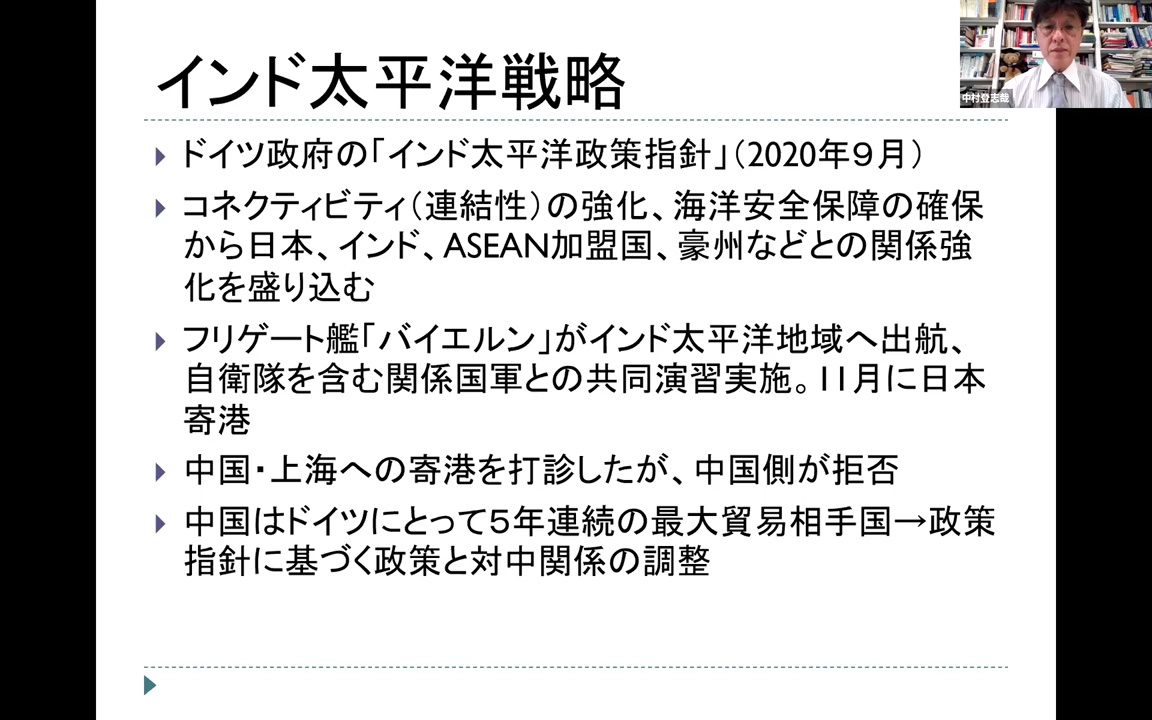 インド太平洋戦略
中村登志哉
ドイツ政府の「インド太平洋政策指針」（2020年９月）
コネクティビティ（連結性）の強化、海洋安全保障の確保
から日本、インド、ASEAN加盟国、豪州などとの関係強
化を盛り込む
フリゲート艦「バイエルン」がインド太平洋地域へ出航、
自衛隊を含む関係国軍との共同演習実施。11月に日本
寄港
中国・上海への寄港を打診したが、中国側が拒否
中国はドイツにとって５年連続の最大貿易相手国→政策
指針に基づく政策と対中関係の調整